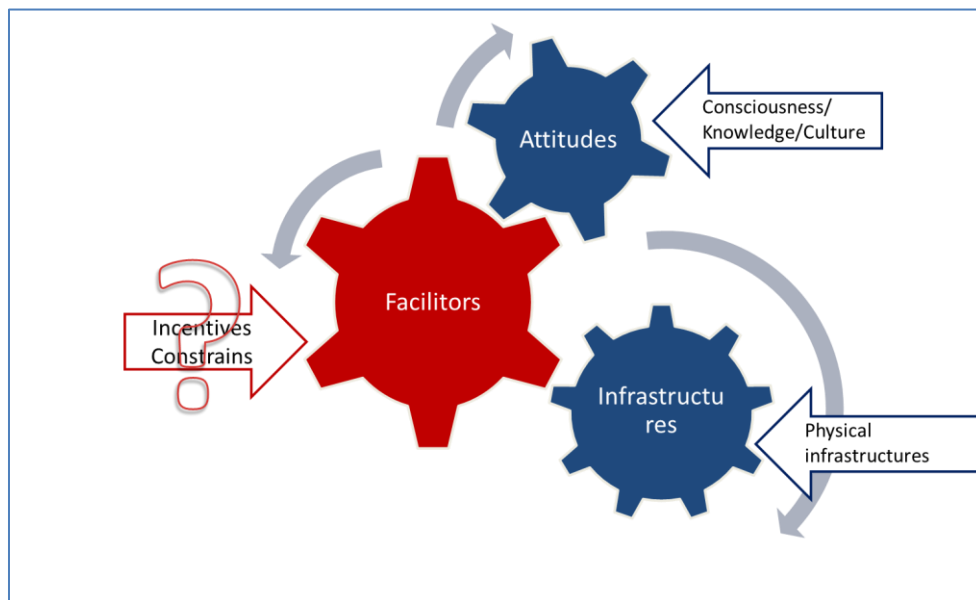 Attitudes
Consciousness/
Knowledge/Culture
Facilitors
?
Incentives
Constrains
Infrastructu
res
Physical
infrastructures